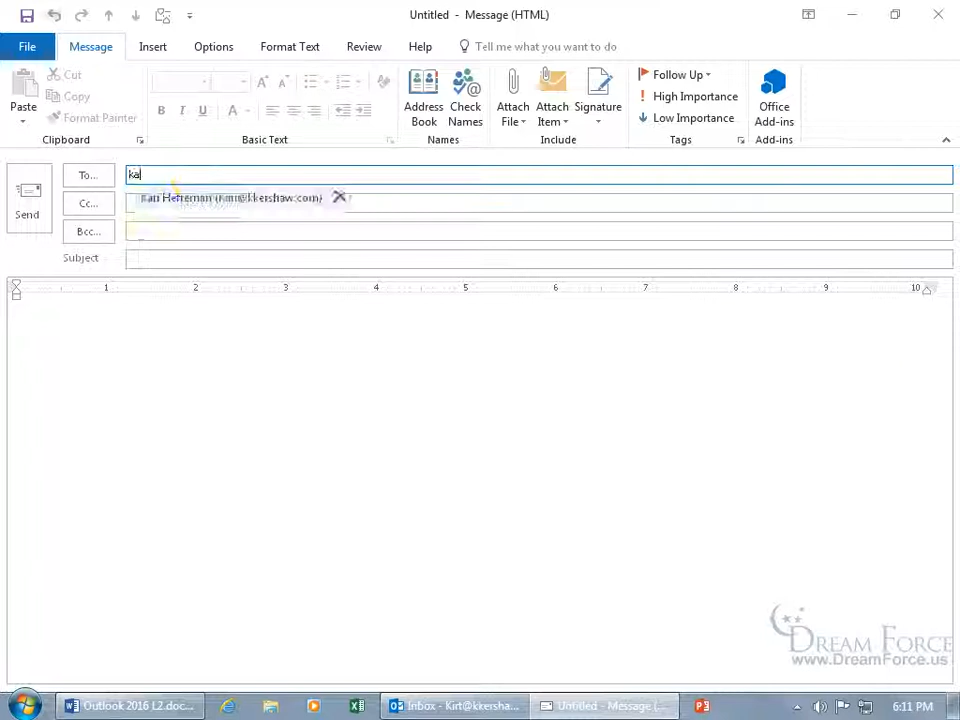 Untitled - Message (HTML)
File Message Insert Options Format Text Review Help Tell me what you want to do
Paste
Cut
Copy
Format Painter
Clipboard
B I U A
Basic Text
Address Book
Check Names
Names
Attach File
Attach Item
Signature
Include
Follow Up
High Importance
Low Importance
Tags
Office Add-ins
Add-ins
Send
To... ka
@kkershaw.com)
Cc...
Bcc...
Subject
1 2 3 4 5 6 7 8 9 10
DREAM FORCE
www.DreamForce.us
Outlook 2016 L2.doc...
Inbox - Kirt@kkersha...
Untitled - Message (...
6:11 PM